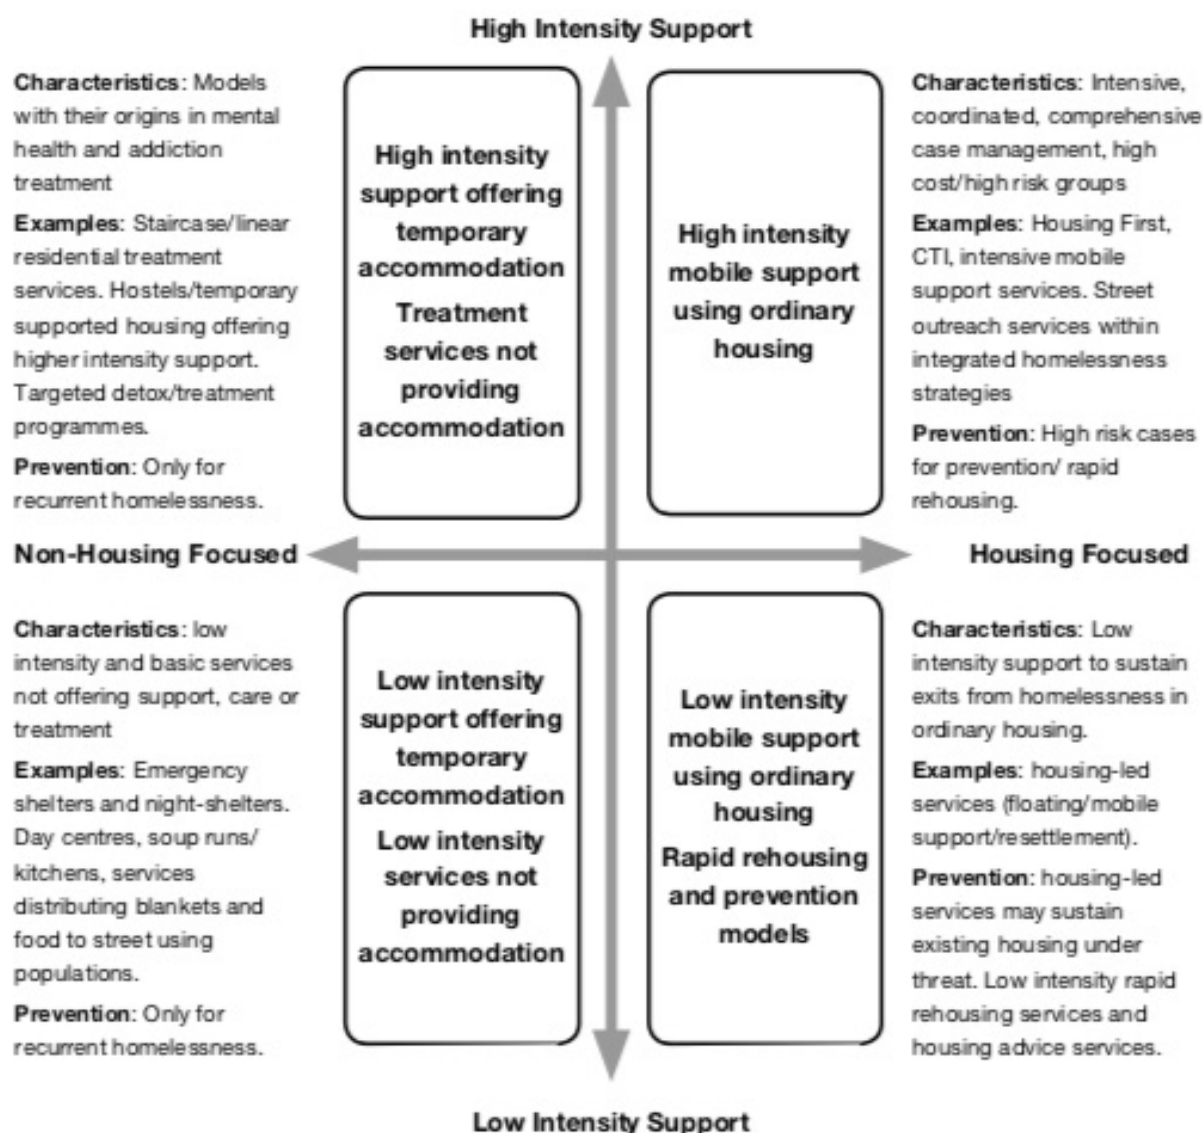 High Intensity Support
Characteristics: Models
with their origins in mental
health and addiction
treatment
Examples: Staircase/linear
residential treatment
services. Hostels/temporary
supported housing offering
higher intensity support.
Targeted detox/treatment
programmes.
Prevention: Only for
recurrent homelessness.
High intensity
support offering
temporary
accommodation
Treatment
services not
providing
accommodation
High intensity
mobile support
using ordinary
housing
Characteristics: Intensive,
coordinated, comprehensive
case management, high
cost/high risk groups
Examples: Housing First,
CTI, intensive mobile
support services. Street
outreach services within
integrated homelessness
strategies
Prevention: High risk cases
for prevention/ rapid
rehousing.
Non-Housing Focused
Housing Focused
Characteristics: low
intensity and basic services
not offering support, care or
treatment
Examples: Emergency
shelters and night-shelters.
Day centres, soup runs/
kitchens, services
distributing blankets and
food to street using
populations.
Prevention: Only for
recurrent homelessness.
Low intensity
support offering
temporary
accommodation
Low intensity
services not
providing
accommodation
Low intensity
mobile support
using ordinary
housing
Rapid rehousing
and prevention
models
Characteristics: Low
intensity support to sustain
exits from homelessness in
ordinary housing.
Examples: housing-led
services (floating/mobile
support/resettlement).
Prevention: housing-led
services may sustain
existing housing under
threat. Low intensity rapid
rehousing services and
housing advice services.
Low Intensity Support